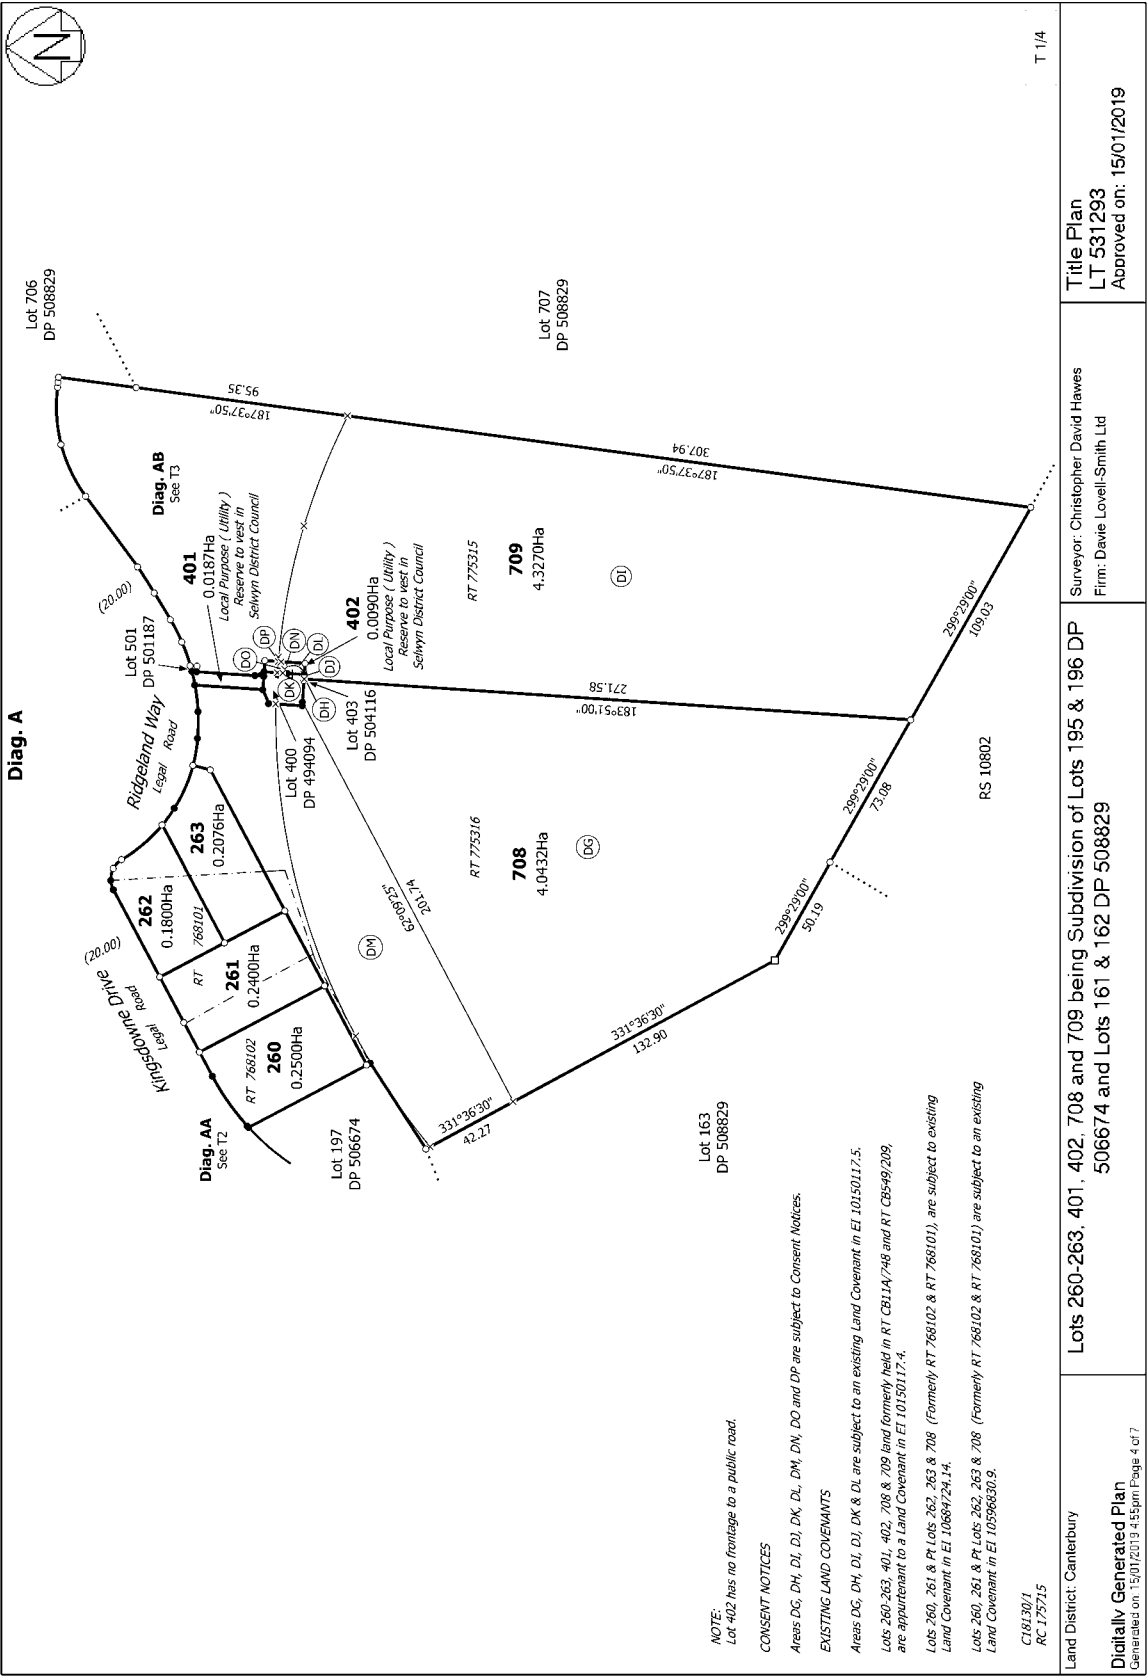 Diag. A
N
Lot 706
DP 508829
Lot 707
DP 508829
95.35
187°37'50"
307.94
187°37'50"
Diag. AB
See T3
(20.00)
401
0.0187Ha
Local Purpose ( Utility )
Reserve to vest in
Selwyn District Council
402
0.0090Ha
Local Purpose ( Utility )
Reserve to vest in
Selwyn District Council
Lot 501
DP 501187
RT 775315
709
4.3270Ha
DI
DP
DO
DN
DL
DK
DJ
DH
Lot 403
DP 504116
Lot 400
DP 494094
Ridgeland Way
Legal Road
263
0.2076Ha
262
0.1800Ha
RT 768101
261
0.2400Ha
(20.00)
Kingsdowne Drive
Legal Road
RT 768102
260
0.2500Ha
Diag. AA
See T2
Lot 197
DP 506674
271.58
183°51'00"
299°29'00"
109.03
299°29'00"
73.08
299°29'00"
50.19
RS 10802
RT 775316
708
4.0432Ha
DG
DM
62°09'25"
201.74
331°36'30"
132.90
331°36'30"
42.27
Lot 163
DP 508829
NOTE:
Lot 402 has no frontage to a public road.
CONSENT NOTICES
Areas DG, DH, DI, DJ, DK, DL, DM, DN, DO and DP are subject to Consent Notices.
EXISTING LAND COVENANTS
Areas DG, DH, DI, DJ, DK & DL are subject to an existing Land Covenant in EI 10150117.5.
Lots 260-263, 401, 402, 708 & 709 land formerly held in RT CB11A/748 and RT CB549/209,
are appurtenant to a Land Covenant in EI 10150117.4.
Lots 260, 261 & Pt Lots 262, 263 & 708 (Formerly RT 768102 & RT 768101), are subject to existing
Land Covenant in EI 10684724.14.
Lots 260, 261 & Pt Lots 262, 263 & 708 (Formerly RT 768102 & RT 768101) are subject to an existing
Land Covenant in EI 10596830.9.
C18130/1
RC 175715
T 1/4
Land District: Canterbury
Digitally Generated Plan
Generated on: 15/01/2019 4:55pm Page 4 of 7
Lots 260-263, 401, 402, 708 and 709 being Subdivision of Lots 195 & 196 DP
506674 and Lots 161 & 162 DP 508829
Surveyor: Christopher David Hawes
Firm: Davie Lovell-Smith Ltd
Title Plan
LT 531293
Approved on: 15/01/2019